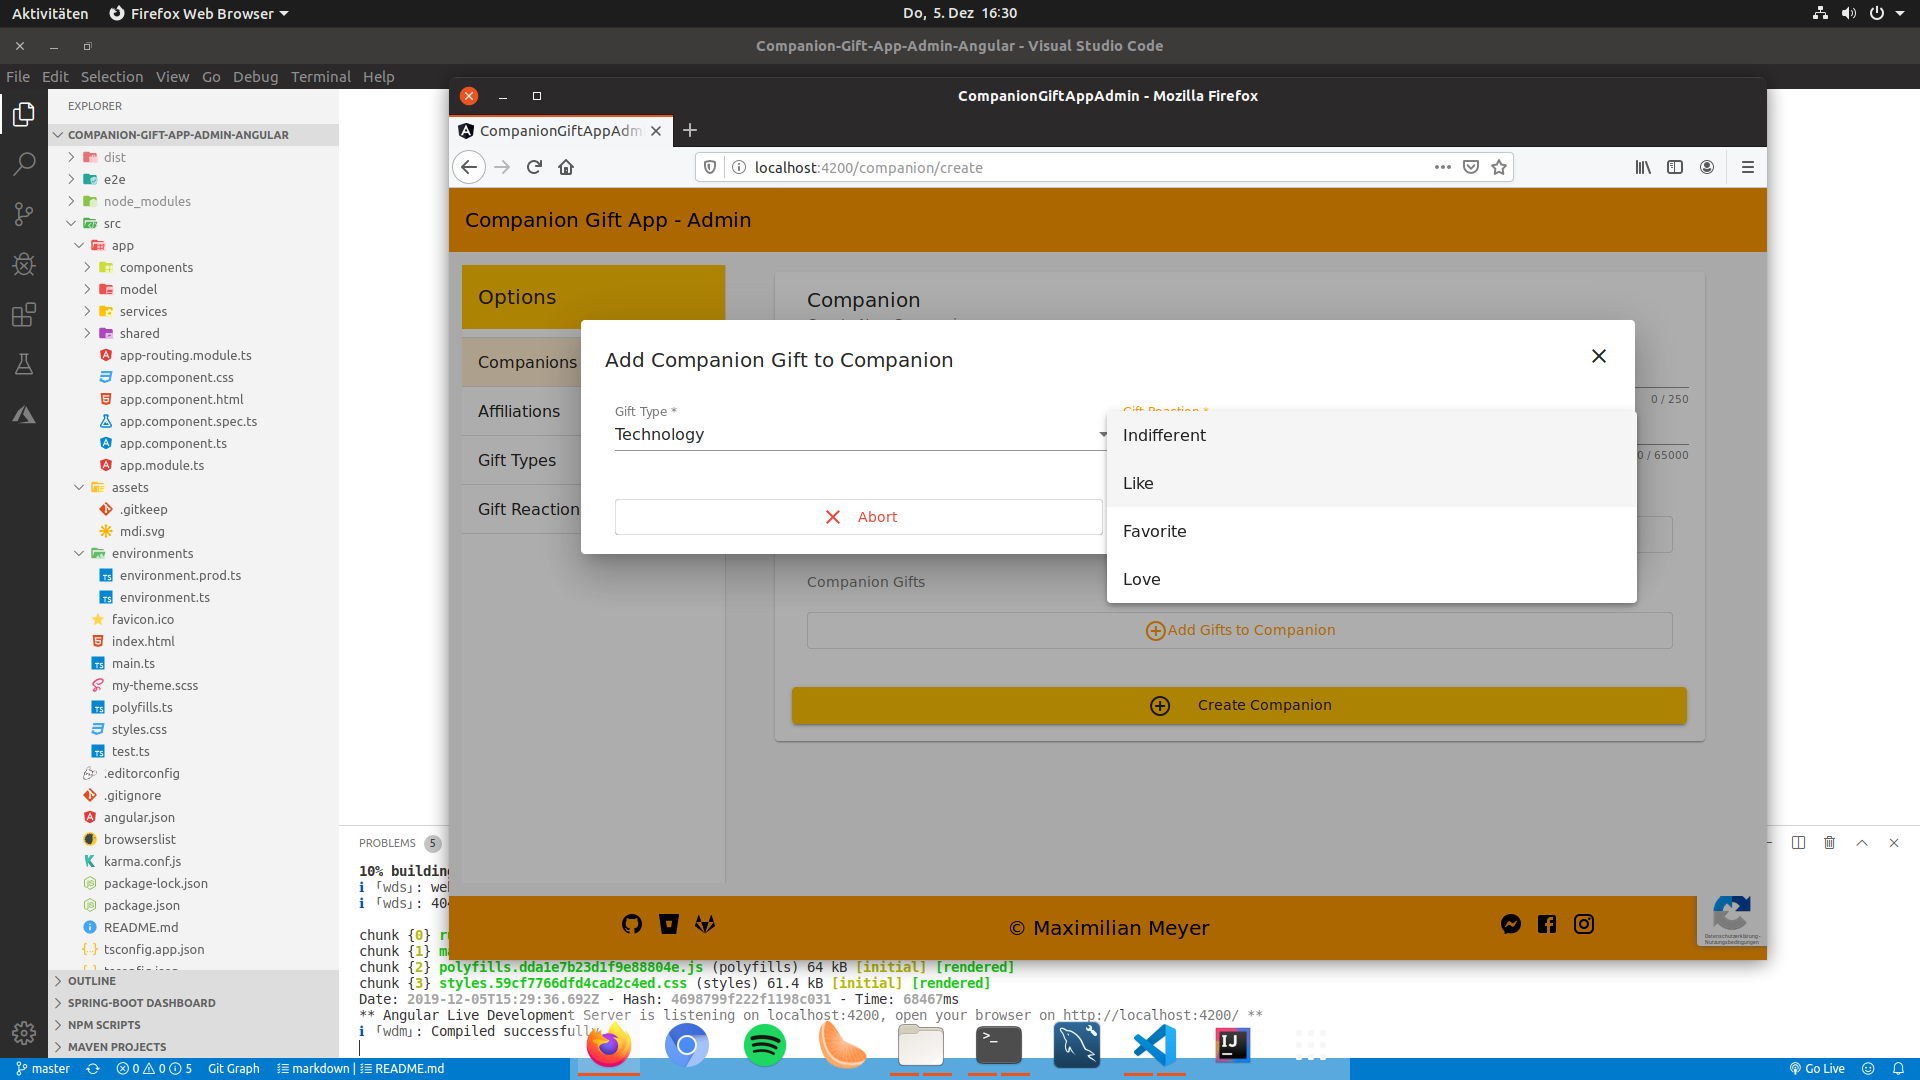 Aktivitäten
Firefox Web Browser
Do, 5. Dez 16:30
Companion-Gift-App-Admin-Angular - Visual Studio Code
File Edit Selection View Go Debug Terminal Help
EXPLORER
COMPANION-GIFT-APP-ADMIN-ANGULAR
dist
e2e
node_modules
src
app
components
model
services
shared
app-routing.module.ts
app.component.css
app.component.html
app.component.spec.ts
app.component.ts
app.module.ts
assets
.gitkeep
mdi.svg
environments
environment.prod.ts
environment.ts
favicon.ico
index.html
main.ts
my-theme.scss
polyfills.ts
styles.css
test.ts
.editorconfig
.gitignore
angular.json
browserslist
karma.conf.js
package-lock.json
package.json
README.md
tsconfig.app.json
OUTLINE
SPRING-BOOT DASHBOARD
NPM SCRIPTS
MAVEN PROJECTS
CompanionGiftAppAdmin - Mozilla Firefox
CompanionGiftAppAdm
localhost:4200/companion/create
Companion Gift App - Admin
Options
Companions
Affiliations
Gift Types
Gift Reaction
Companion
0 / 250
0 / 65000
Add Companion Gift to Companion
Gift Type *
Technology
Gift Reaction *
Indifferent
Like
Favorite
Love
Abort
Companion Gifts
Add Gifts to Companion
Create Companion
© Maximilian Meyer
Datenschutzerklärung -
Nutzungsbedingungen
PROBLEMS 5
10% building
ℹ ｢wds｣:
ℹ ｢wds｣: 404
chunk {0}
chunk {1}
chunk {2} polyfills.dda1e7b23d1f9e88804e.js (polyfills) 64 kB [initial] [rendered]
chunk {3} styles.59cf7766dfd4cad2c4ed.css (styles) 61.4 kB [initial] [rendered]
Date: 2019-12-05T15:29:36.692Z - Hash: 4698799f222f1198c031 - Time: 68467ms
** Angular Live Development Server is listening on localhost:4200, open your browser on http://localhost:4200/ **
ℹ ｢wdm｣: Compiled successfully
master
0 0 5
Git Graph
markdown | README.md
Go Live